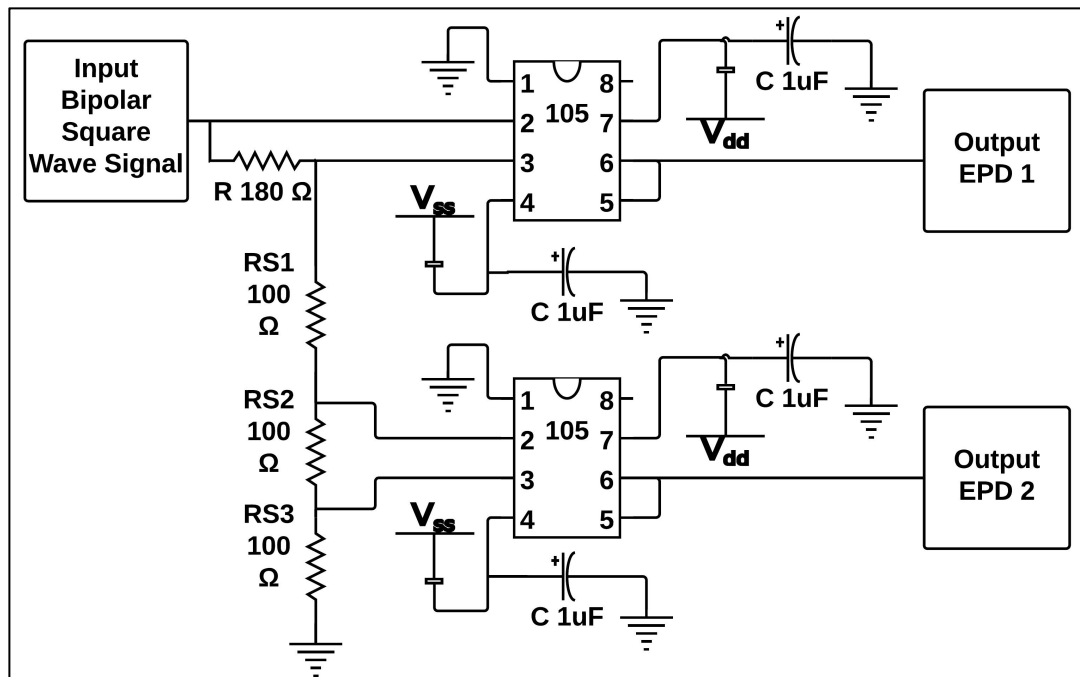 Input
Bipolar
Square
Wave Signal
R 180 Ω
RS1
100
Ω
RS2
100
Ω
RS3
100
Ω
1
2
3
4
105
8
7
6
5
C 1uF
Vdd
Vss
C 1uF
Output
EPD 1
1
2
3
4
105
8
7
6
5
C 1uF
Vdd
Vss
C 1uF
Output
EPD 2
+
+
+
+